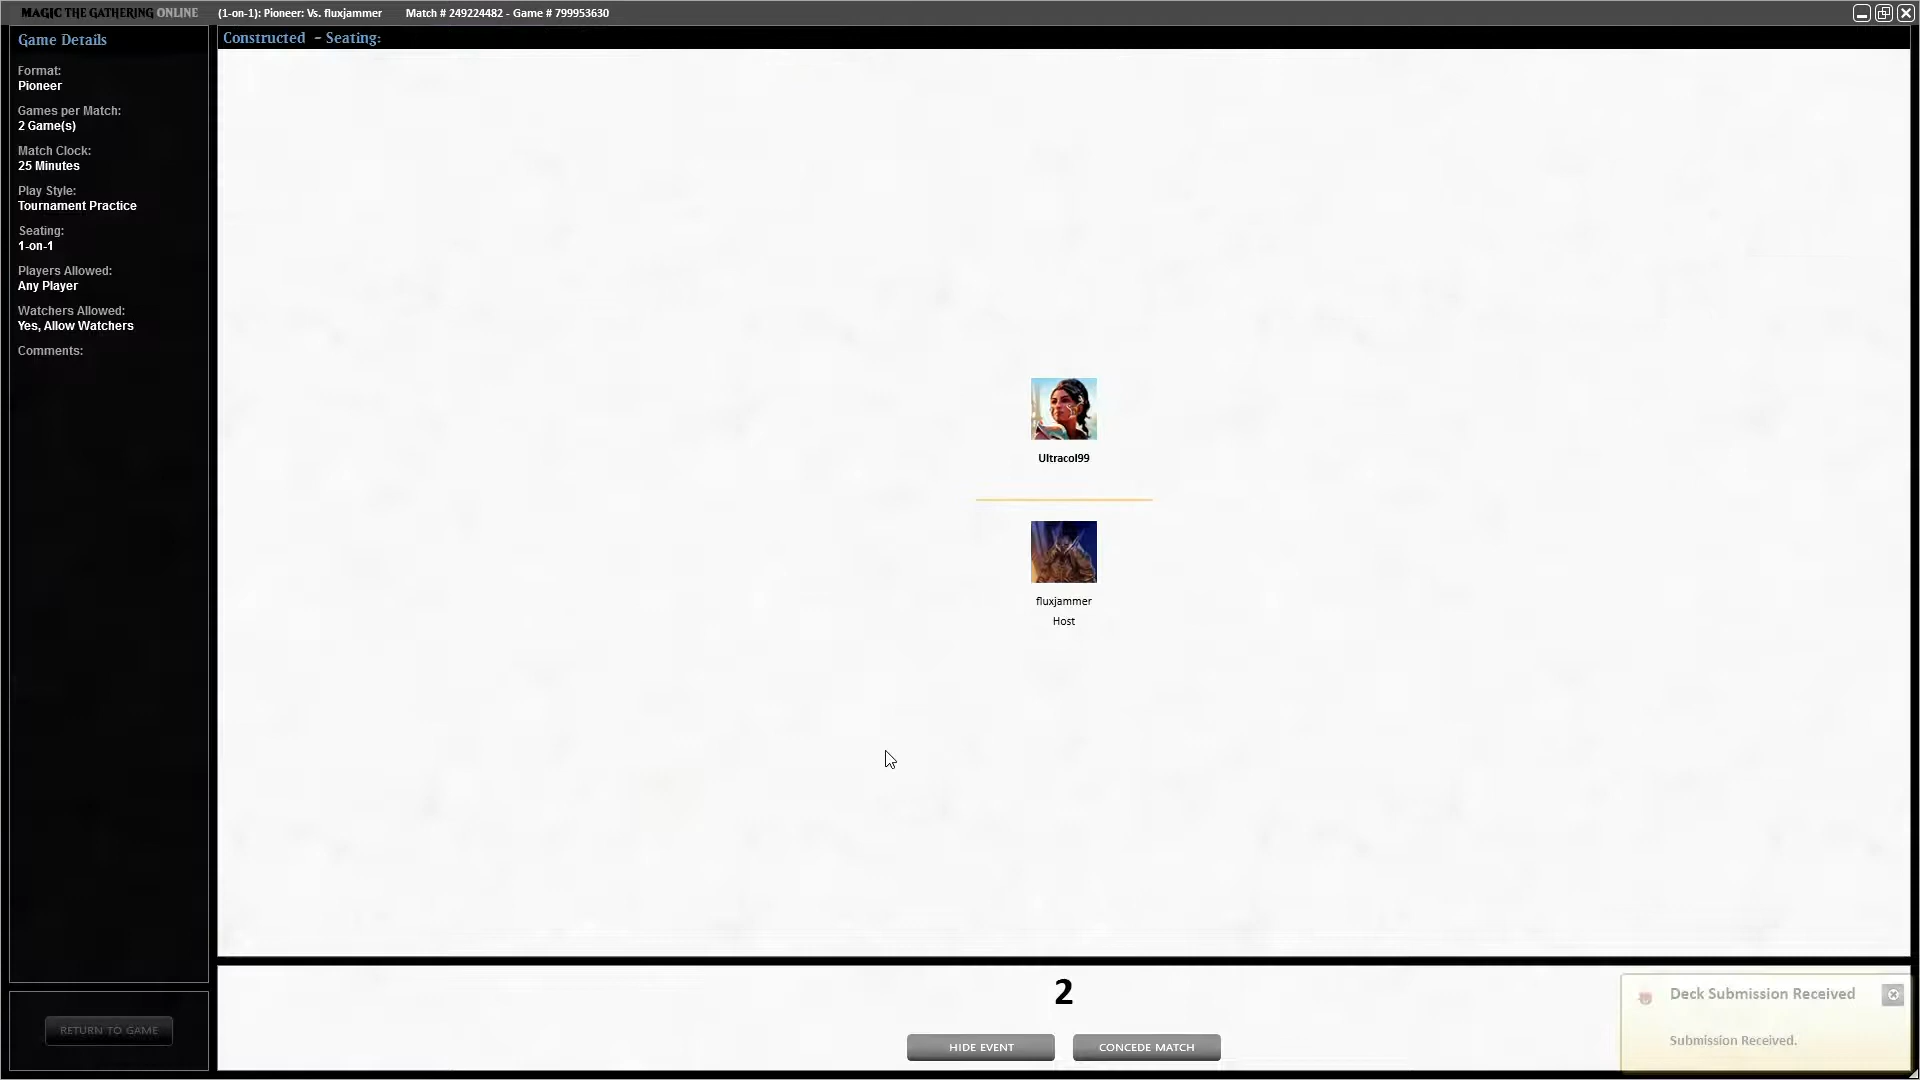 MAGIC THE GATHERING ONLINE
(1-on-1): Pioneer: Vs. fluxjammer Match # 249224482 - Game # 799953630
Game Details
Format:
Pioneer
Games per Match:
2 Game(s)
Match Clock:
25 Minutes
Play Style:
Tournament Practice
Seating:
1-on-1
Players Allowed:
Any Player
Watchers Allowed:
Yes, Allow Watchers
Comments:
RETURN TO GAME
Constructed - Seating:
Ultracol99
fluxjammer
Host
2
HIDE EVENT
CONCEDE MATCH
Deck Submission Received
Submission Received.